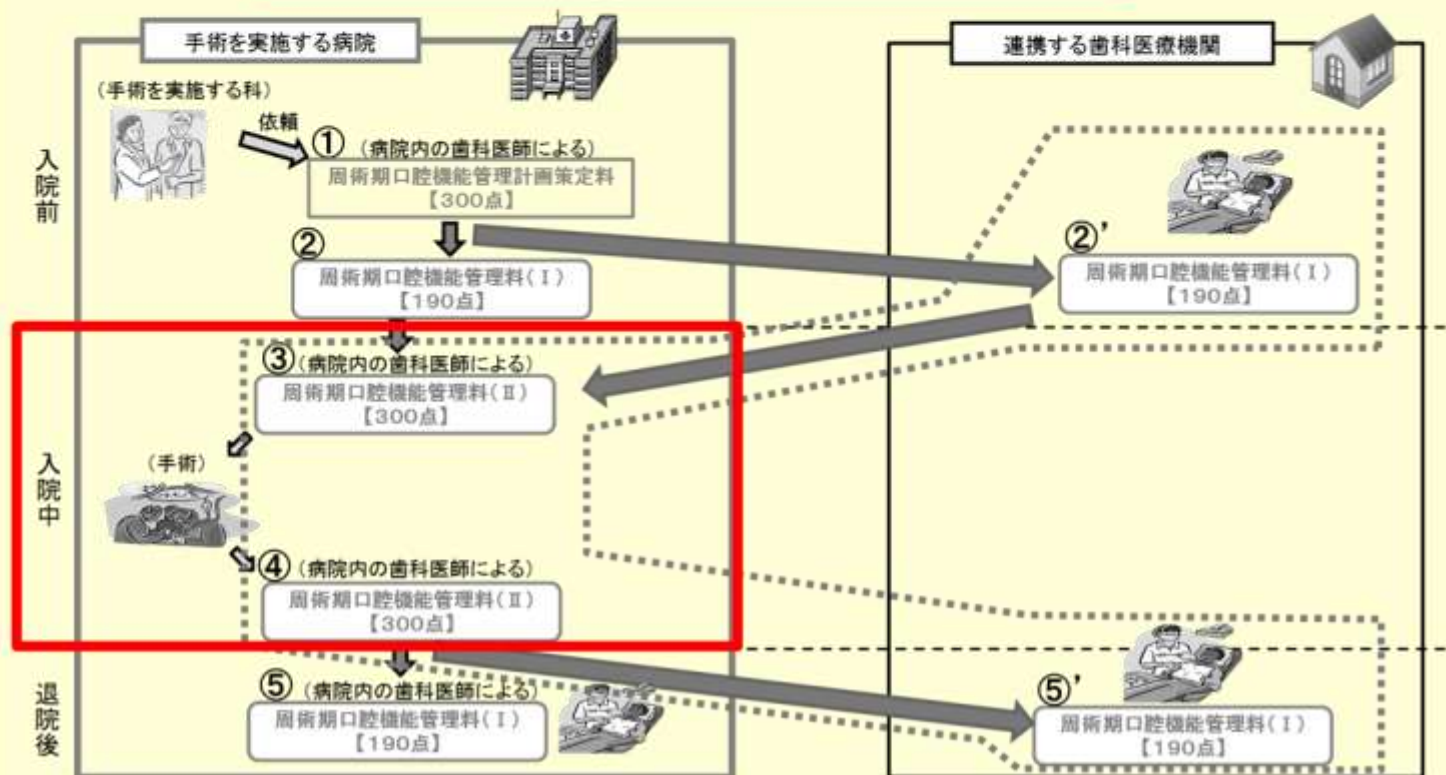 手術を実施する病院
連携する歯科医療機関
(手術を実施する科)
依頼
入院前
① (病院内の歯科医師による)
周術期口腔機能管理計画策定料
【300点】
②
周術期口腔機能管理料(Ⅰ)
【190点】
②'
周術期口腔機能管理料(Ⅰ)
【190点】
入院中
③(病院内の歯科医師による)
周術期口腔機能管理料(Ⅱ)
【300点】
(手術)
④ (病院内の歯科医師による)
周術期口腔機能管理料(Ⅱ)
【300点】
退院後
⑤ (病院内の歯科医師による)
周術期口腔機能管理料(Ⅰ)
【190点】
⑤'
周術期口腔機能管理料(Ⅰ)
【190点】